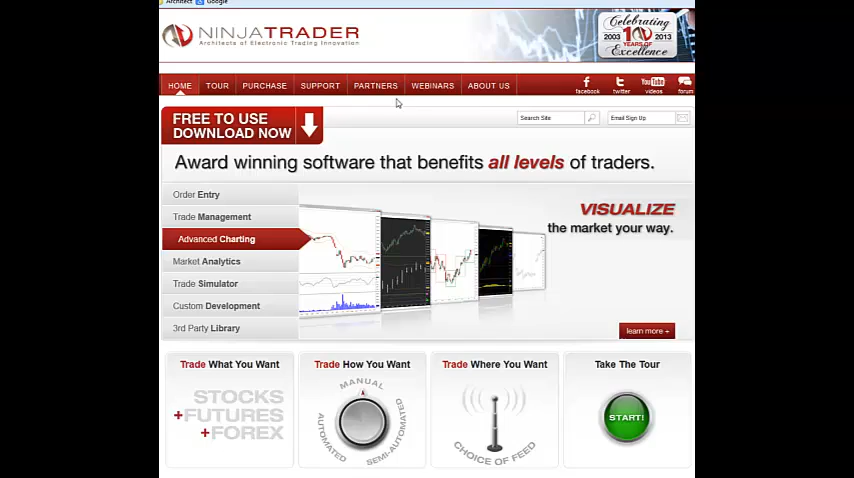 Architect Google
NINJATRADER
Architects of Electronic Trading Innovation
Celebrating
2003 10 2013
YEARS OF
Excellence
HOME TOUR PURCHASE SUPPORT PARTNERS WEBINARS ABOUT US
facebook twitter YouTube videos forum
FREE TO USE
DOWNLOAD NOW
Search Site
Email Sign Up
Award winning software that benefits all levels of traders.
Order Entry
Trade Management
Advanced Charting
Market Analytics
Trade Simulator
Custom Development
3rd Party Library
VISUALIZE
the market your way.
learn more +
Trade What You Want
STOCKS
+FUTURES
+FOREX
Trade How You Want
MANUAL
AUTOMATED
SEMI-AUTOMATED
Trade Where You Want
CHOICE OF FEED
Take The Tour
START!